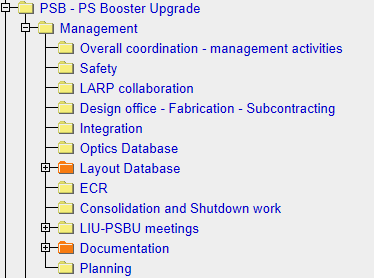 PSB - PS Booster Upgrade
Management
Overall coordination - management activities
Safety
LARP collaboration
Design office - Fabrication - Subcontracting
Integration
Optics Database
Layout Database
ECR
Consolidation and Shutdown work
LIU-PSBU meetings
Documentation
Planning